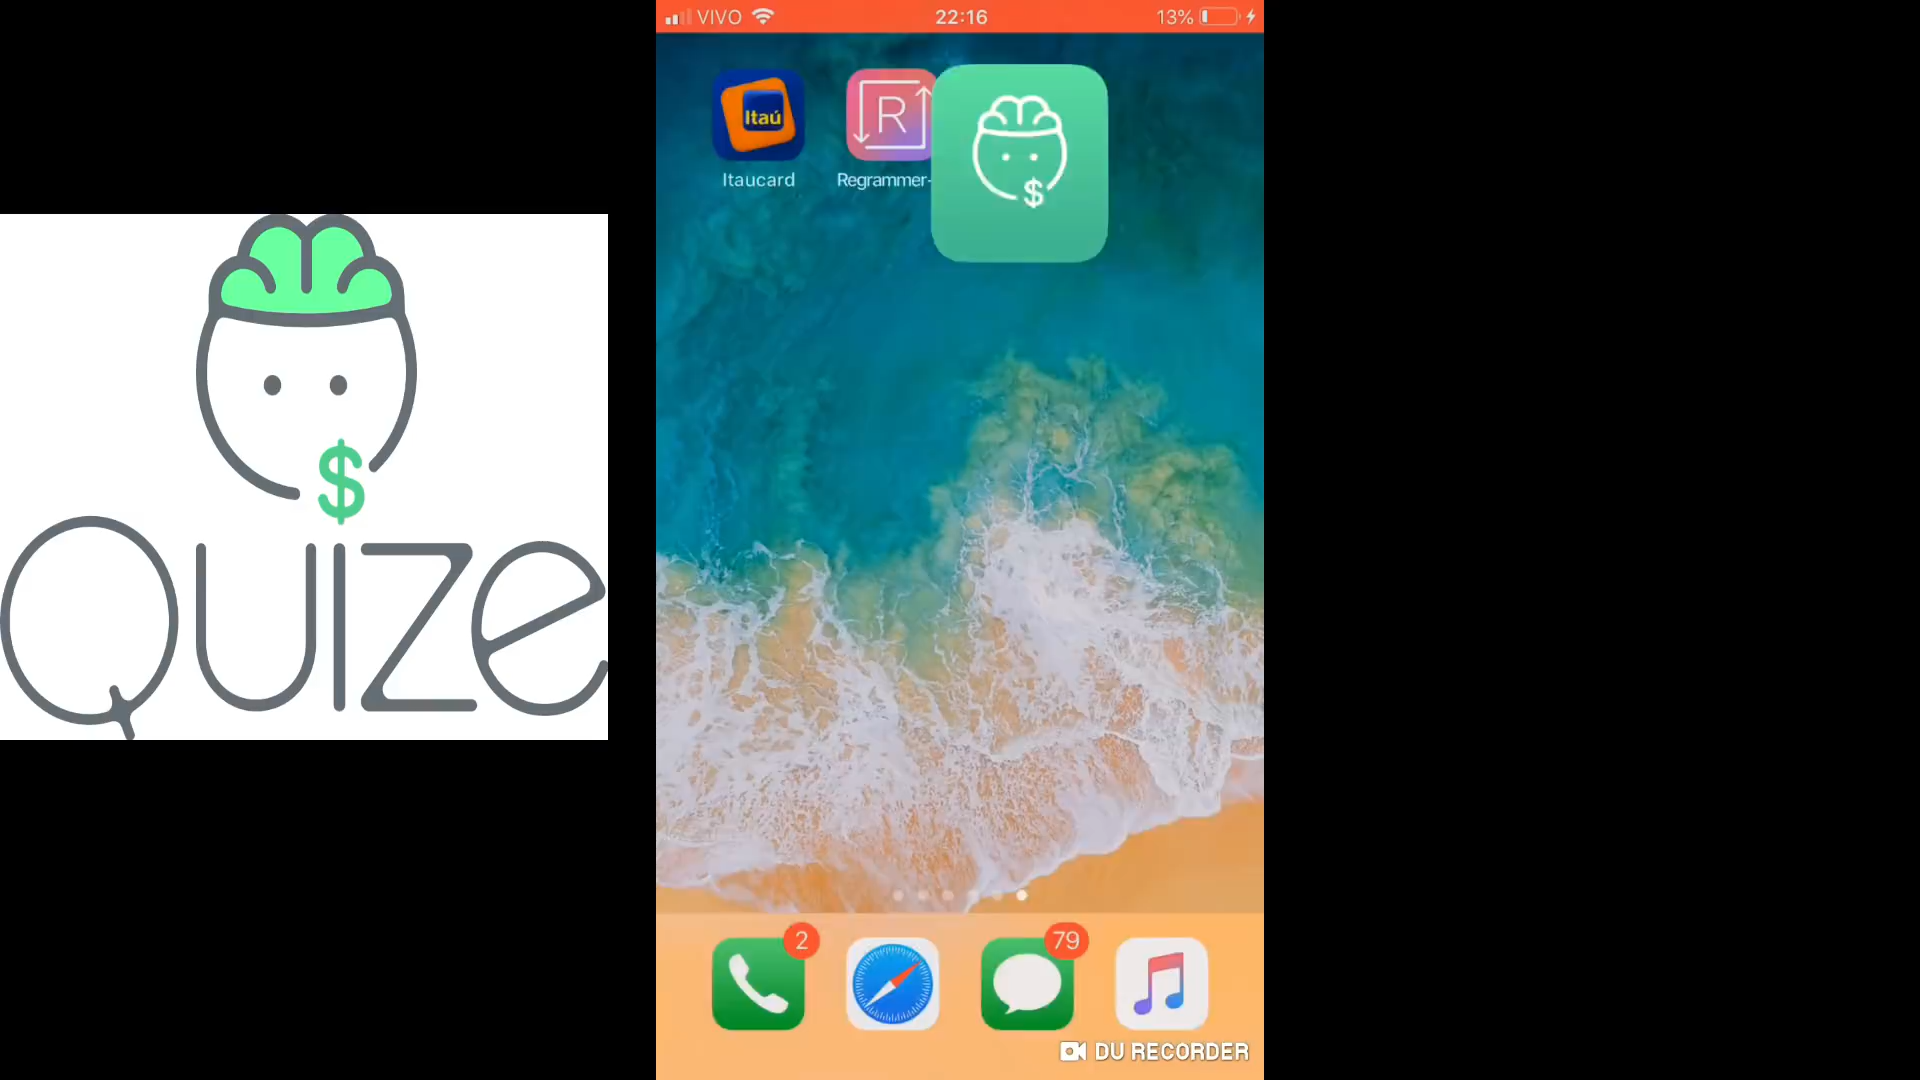 VIVO 22:16 13%
Itaú
R
$
Itaucard
Regrammer-
$
Quize
2
79
DU RECORDER